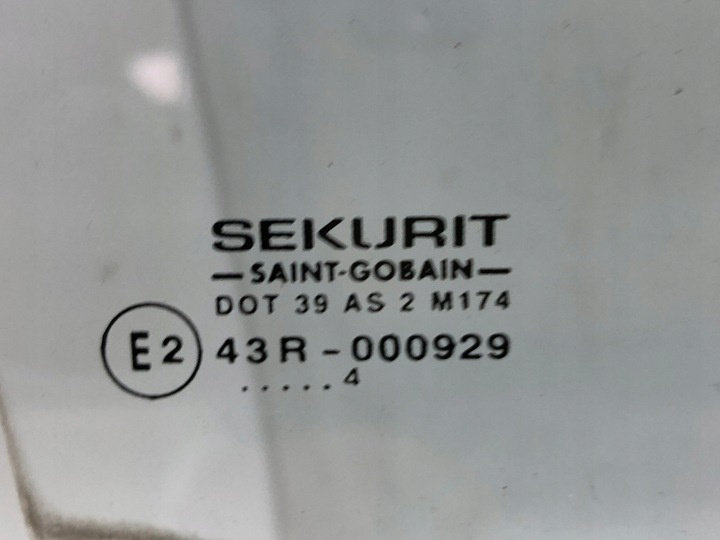 SEKURIT
—SAINT-GOBAIN—
DOT 39 AS 2 M174
E2 43R-000929
.....4